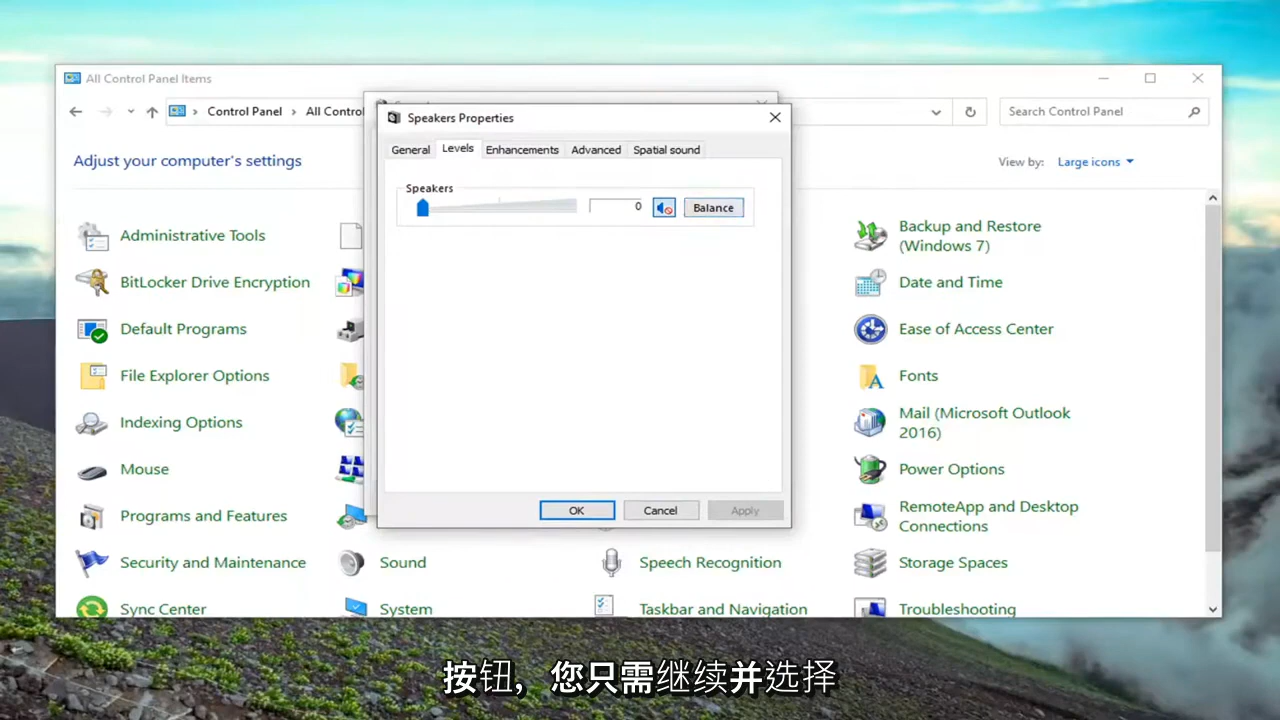 All Control Panel Items
Control Panel
All Control
Search Control Panel
Adjust your computer's settings
View by:
Large icons
Speakers Properties
General
Levels
Enhancements
Advanced
Spatial sound
Speakers
0
Balance
OK
Cancel
Apply
Administrative Tools
BitLocker Drive Encryption
Default Programs
File Explorer Options
Indexing Options
Mouse
Programs and Features
Security and Maintenance
Sync Center
Sound
System
Speech Recognition
Taskbar and Navigation
Backup and Restore
(Windows 7)
Date and Time
Ease of Access Center
Fonts
Mail (Microsoft Outlook
2016)
Power Options
RemoteApp and Desktop
Connections
Storage Spaces
Troubleshooting
按钮，您只需继续并选择